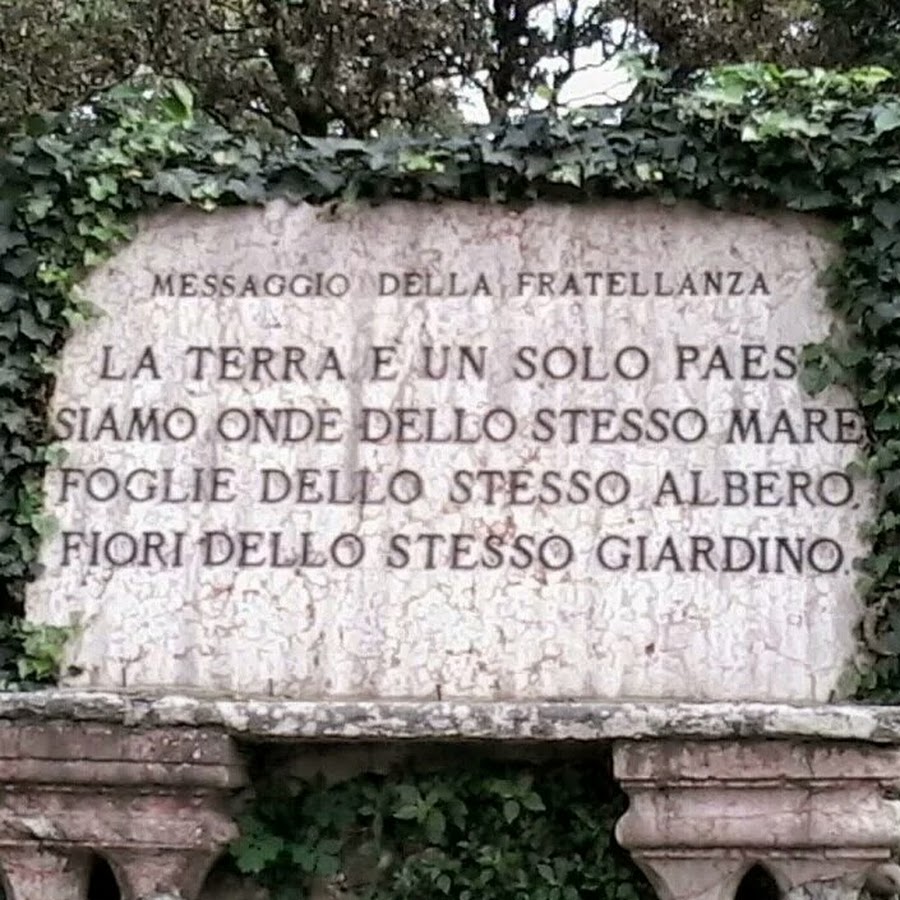 MESSAGGIO DELLA FRATELLANZA
LA TERRA E UN SOLO PAES
SIAMO ONDE DELLO STESSO MARE
FOGLIE DELLO STESSO ALBERO,
FIORI DELLO STESSO GIARDINO.